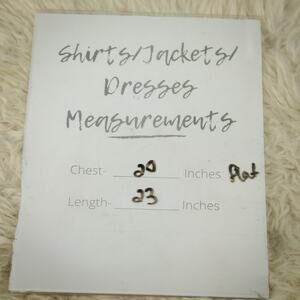 Shirts/Jackets/
Dresses
Measurements
Chest- 20 Inches flat
Length- 23 Inches